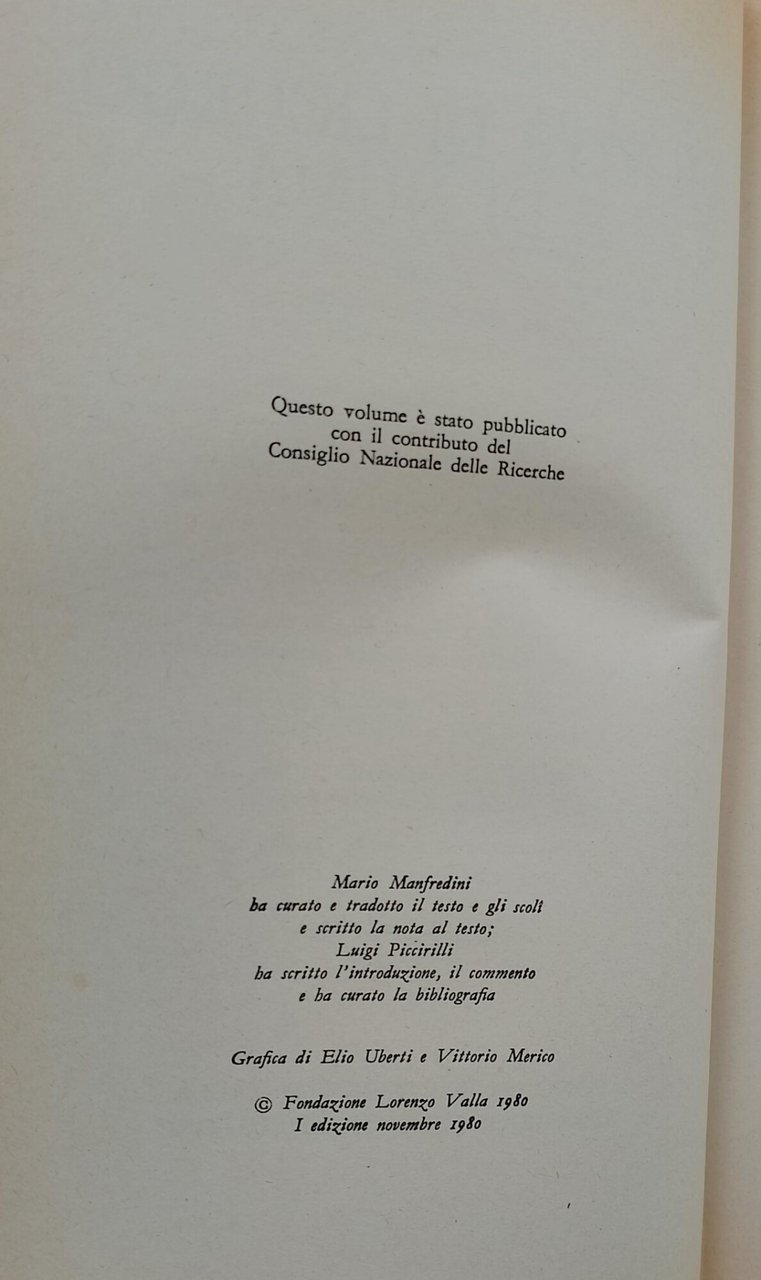 Questo volume è stato pubblicato
con il contributo del
Consiglio Nazionale delle Ricerche
Mario Manfredini
ha curato e tradotto il testo e gli scolî
e scritto la nota al testo;
Luigi Piccirilli
ha scritto l'introduzione, il commento
e ha curato la bibliografia
Grafica di Elio Uberti e Vittorio Merico
© Fondazione Lorenzo Valla 1980
I edizione novembre 1980